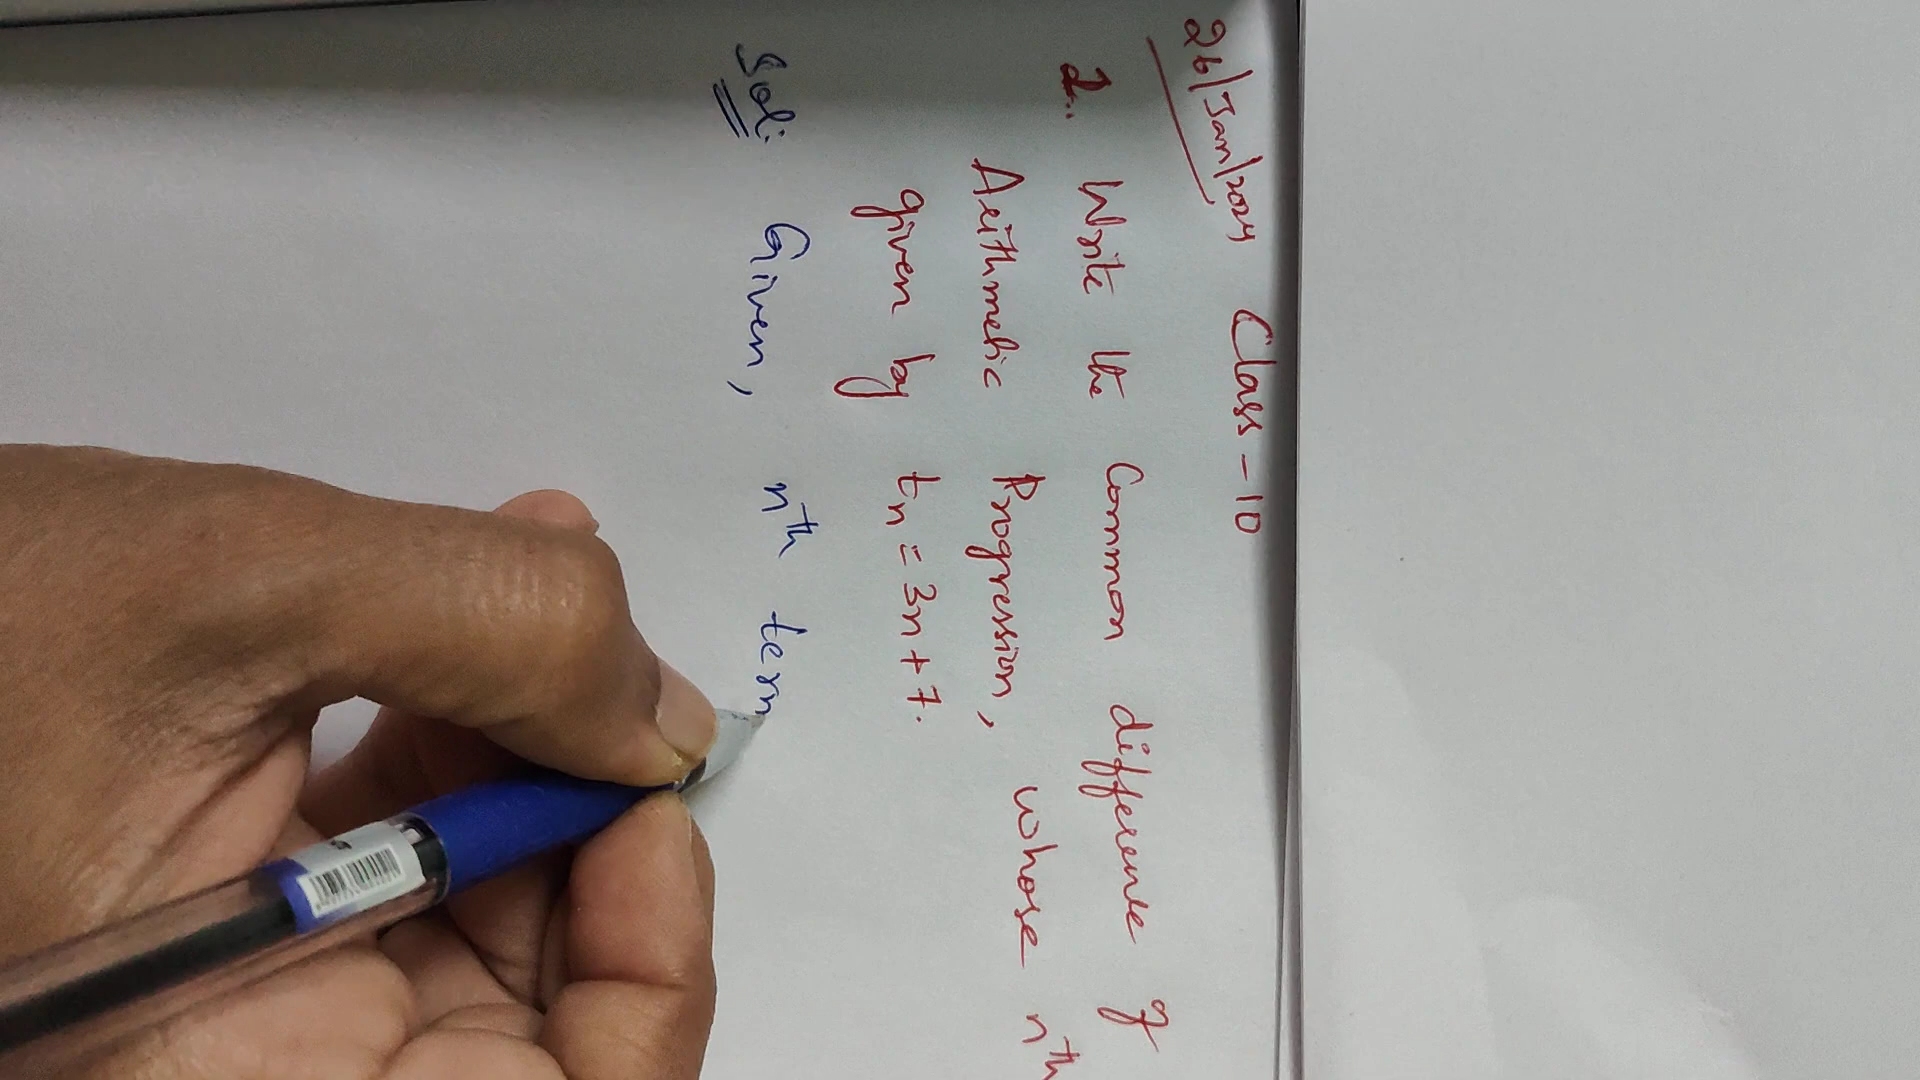 26/Jan/2024 Class - 10
2. Write the Common difference of
Arithmetic Progression, whose nth
given by tn = 3n + 7.
Sol: Given, nth term